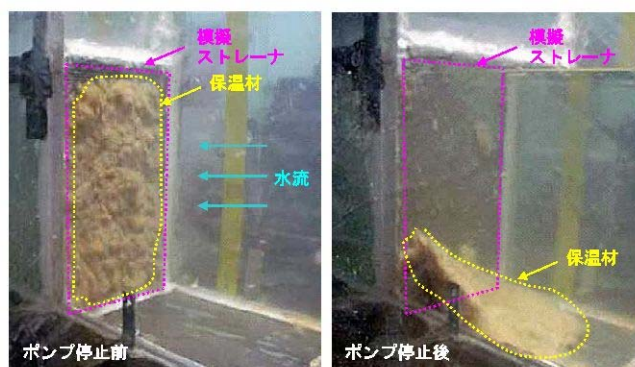 模擬
ストレーナ
保温材
水流
ポンプ停止前
模擬
ストレーナ
保温材
ポンプ停止後